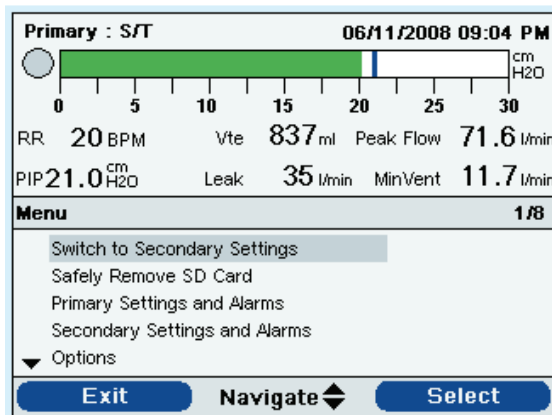 Primary : S/T 06/11/2008 09:04 PM
cm
H2O
0 5 10 15 20 25 30
RR 20 BPM Vte 837 ml Peak Flow 71.6 l/min
PIP 21.0 cm H2O Leak 35 l/min MinVent 11.7 l/min
Menu 1/8
Switch to Secondary Settings
Safely Remove SD Card
Primary Settings and Alarms
Secondary Settings and Alarms
Options
Exit Navigate Select